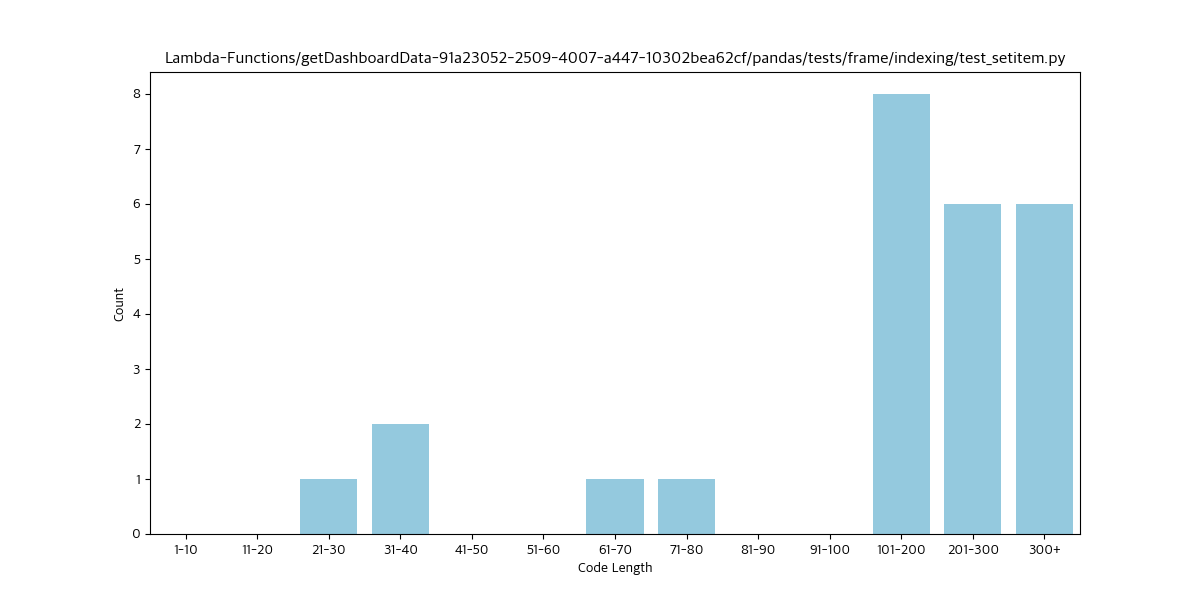 Lambda-Functions/getDashboardData-91a23052-2509-4007-a447-10302bea62cf/pandas/tests/frame/indexing/test_setitem.py
8
7
6
5
4
3
2
1
0
Count
1-10 11-20 21-30 31-40 41-50 51-60 61-70 71-80 81-90 91-100 101-200 201-300 300+
Code Length